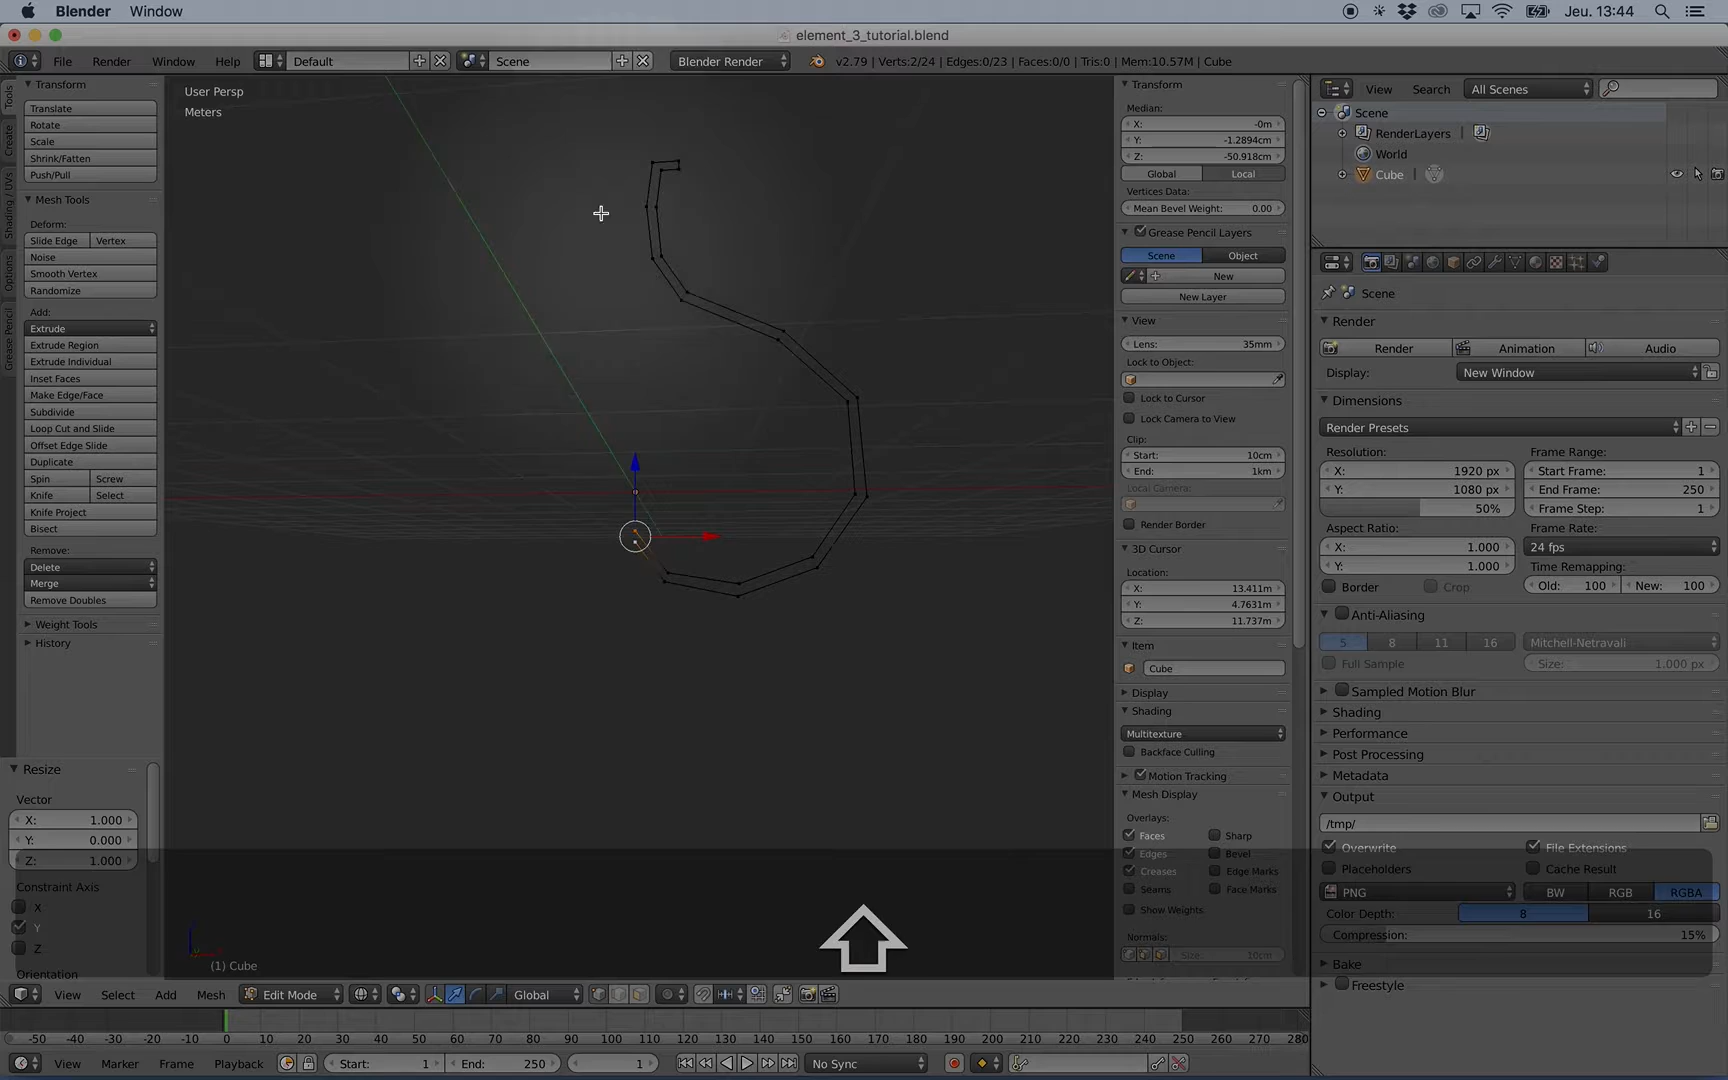 Blender Window
Jeu. 13:44
element_3_tutorial.blend
File Render Window Help Default Scene Blender Render v2.79 | Verts:2/24 | Edges:0/23 | Faces:0/0 | Tris:0 | Mem:10.57M | Cube
View Search All Scenes
Tools
Create
Shading / UVs
Options
Grease Pencil
Transform
Translate
Rotate
Scale
Shrink/Fatten
Push/Pull
Mesh Tools
Deform:
Slide Edge Vertex
Noise
Smooth Vertex
Randomize
Add:
Extrude
Extrude Region
Extrude Individual
Inset Faces
Make Edge/Face
Subdivide
Loop Cut and Slide
Offset Edge Slide
Duplicate
Spin Screw
Knife Select
Knife Project
Bisect
Remove:
Delete
Merge
Remove Doubles
Weight Tools
History
Resize
Vector
X: 1.000
Y: 0.000
Z: 1.000
Constraint Axis
X
Y
Z
Orientation
User Persp
Meters
(1) Cube
Transform
Median:
X: -0m
Y: -1.2894cm
Z: -50.918cm
Global Local
Vertices Data:
Mean Bevel Weight: 0.00
Grease Pencil Layers
Scene Object
New
New Layer
View
Lens: 35mm
Lock to Object:
Lock to Cursor
Lock Camera to View
Clip:
Start: 10cm
End: 1km
Local Camera:
Render Border
3D Cursor
Location:
X: 13.411m
Y: 4.7631m
Z: 11.737m
Item
Cube
Display
Shading
Multitexture
Backface Culling
Motion Tracking
Mesh Display
Overlays:
Faces Sharp
Edges Bevel
Creases Edge Marks
Seams Face Marks
Show Weights
Normals:
Size: 10cm
Scene
RenderLayers
World
Cube
Scene
Render
Render Animation Audio
Display: New Window
Dimensions
Render Presets
Resolution: Frame Range:
X: 1920 px Start Frame: 1
Y: 1080 px End Frame: 250
50% Frame Step: 1
Aspect Ratio: Frame Rate:
X: 1.000 24 fps
Y: 1.000 Time Remapping:
Border Crop Old: 100 New: 100
Anti-Aliasing
5 8 11 16 Mitchell-Netravali
Full Sample Size: 1.000 px
Sampled Motion Blur
Shading
Performance
Post Processing
Metadata
Output
/tmp/
Overwrite File Extensions
Placeholders Cache Result
PNG BW RGB RGBA
Color Depth: 8 16
Compression: 15%
Bake
Freestyle
View Select Add Mesh Edit Mode Global
-50 -40 -30 -20 -10 0 10 20 30 40 50 60 70 80 90 100 110 120 130 140 150 160 170 180 190 200 210 220 230 240 250 260 270 280
View Marker Frame Playback Start: 1 End: 250 1 No Sync